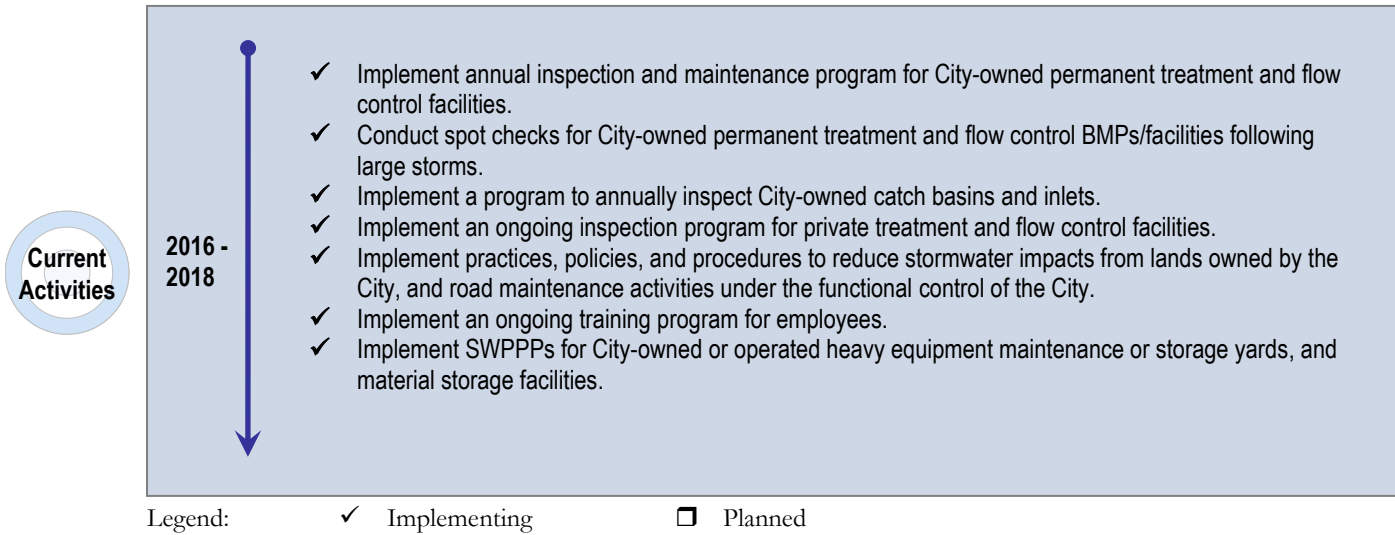 Current
Activities
2016 -
2018
✓ Implement annual inspection and maintenance program for City-owned permanent treatment and flow
control facilities.
✓ Conduct spot checks for City-owned permanent treatment and flow control BMPs/facilities following
large storms.
✓ Implement a program to annually inspect City-owned catch basins and inlets.
✓ Implement an ongoing inspection program for private treatment and flow control facilities.
✓ Implement practices, policies, and procedures to reduce stormwater impacts from lands owned by the
City, and road maintenance activities under the functional control of the City.
✓ Implement an ongoing training program for employees.
✓ Implement SWPPPs for City-owned or operated heavy equipment maintenance or storage yards, and
material storage facilities.
Legend: ✓ Implementing ❒ Planned